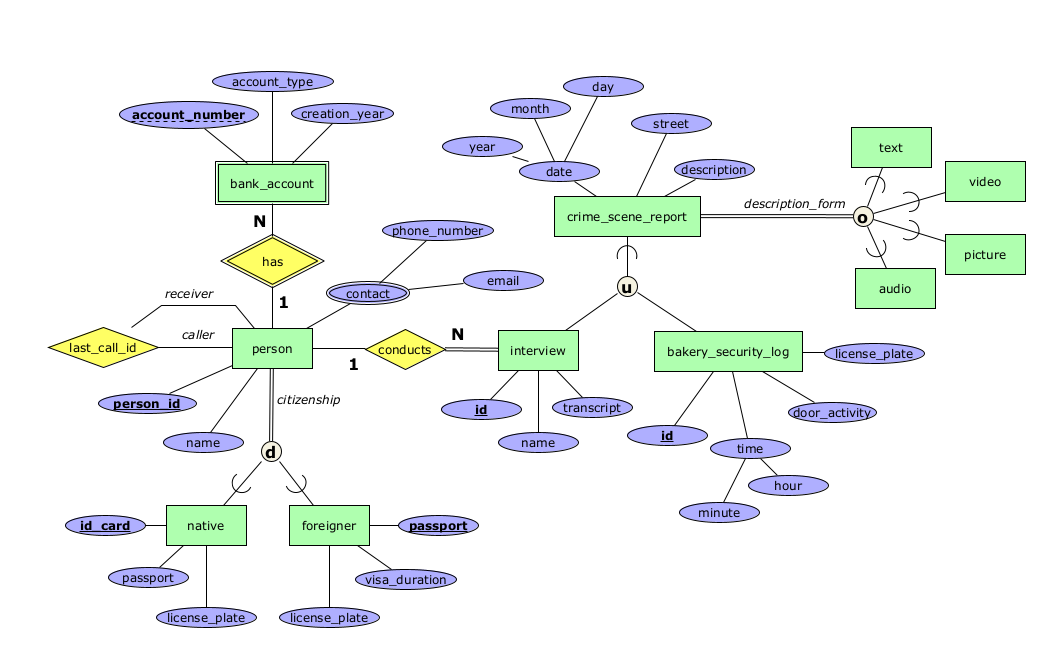 account_type
account_number
creation_year
bank_account
N
has
1
phone_number
contact
email
receiver
caller
last_call_id
person
1
conducts
N
interview
person_id
name
citizenship
d
native
foreigner
id_card
passport
license_plate
passport
visa_duration
license_plate
id
name
transcript
year
month
day
date
street
description
crime_scene_report
description_form
o
text
video
picture
audio
u
bakery_security_log
license_plate
door_activity
id
time
hour
minute